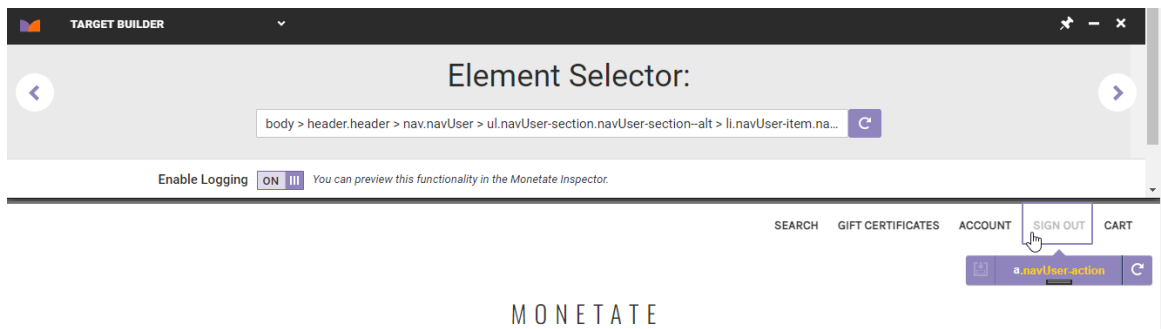 TARGET BUILDER
Element Selector:
body > header.header > nav.navUser > ul.navUser-section.navUser-section--alt > li.navUser-item.na...
Enable Logging ON You can preview this functionality in the Monetate Inspector.
SEARCH GIFT CERTIFICATES ACCOUNT SIGN OUT CART
a.navUser-action
MONETATE